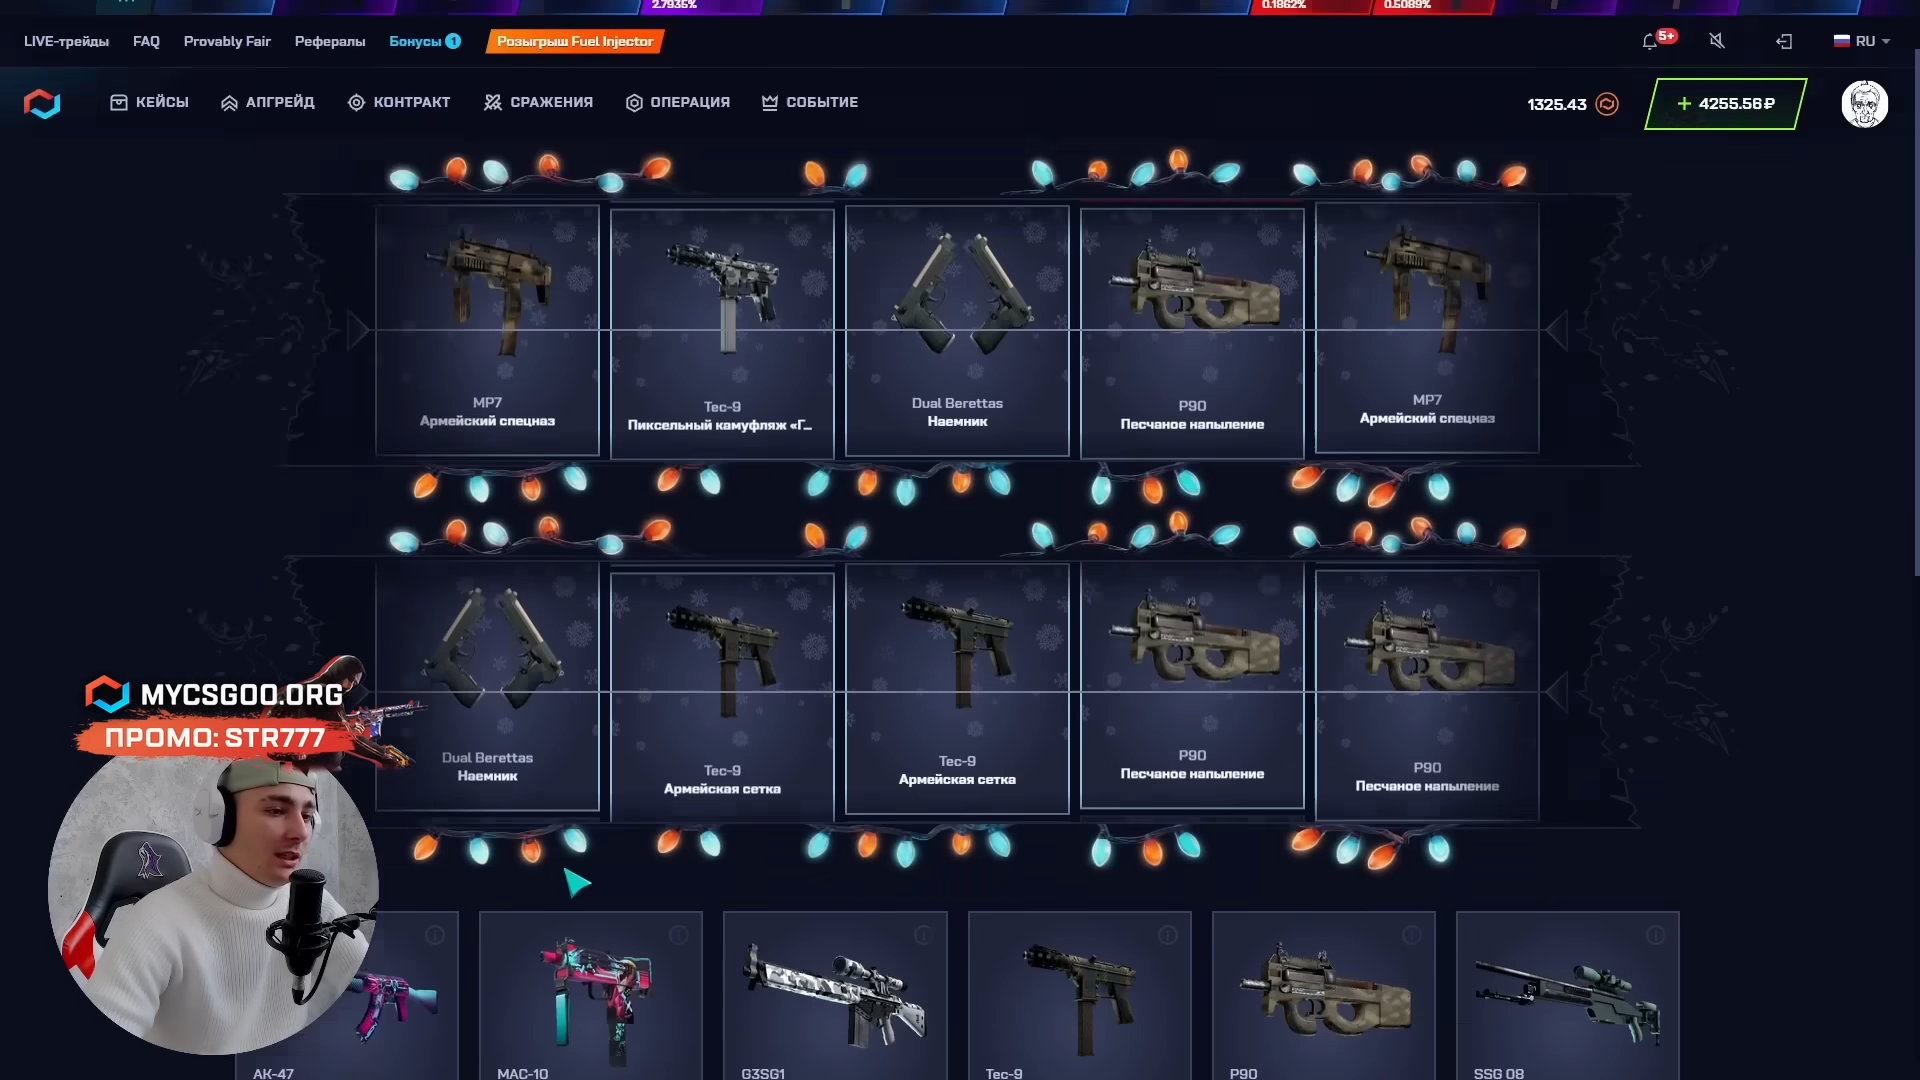 2.7935%
0.1862%
0.5089%
LIVE-трейды
FAQ
Provably Fair
Рефералы
Бонусы 1
Розыгрыш Fuel Injector
5+
RU
КЕЙСЫ
АПГРЕЙД
КОНТРАКТ
СРАЖЕНИЯ
ОПЕРАЦИЯ
СОБЫТИЕ
1325.43
+ 4255.56₽
MP7
Армейский спецназ
Tec-9
Пиксельный камуфляж «Г...
Dual Berettas
Наемник
P90
Песчаное напыление
MP7
Армейский спецназ
Dual Berettas
Наемник
Tec-9
Армейская сетка
Tec-9
Армейская сетка
P90
Песчаное напыление
P90
Песчаное напыление
MYCSGOO.ORG
ПРОМО: STR777
AK-47
MAC-10
G3SG1
Tec-9
P90
SSG 08